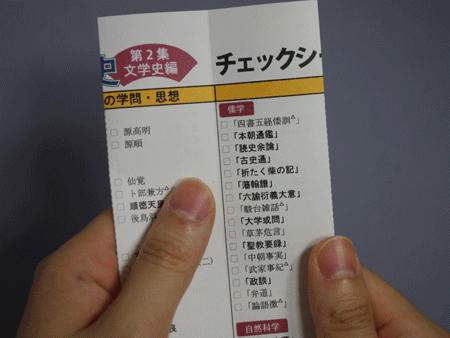 史 第2集
文学史編
の学問・思想
□ 源高明
□ 源順
□ 仙覚
□ 卜部兼方
順徳天皇
□ 後鳥
二)
良
チェックシ
儒学
□「四書五経倭訓△」
□「本朝通鑑」
□「読史余論」
□「古史通」
□「折たく柴の記」
□「藩翰譜」
□「六諭衍義大意」
□「駿台雑話△」
□「大学或問」
□「草茅危言」
□「聖教要録」
□「中朝事実」
□「武家事紀△」
□「政談」
□「弁道」
□「論語徴△」
自然科学